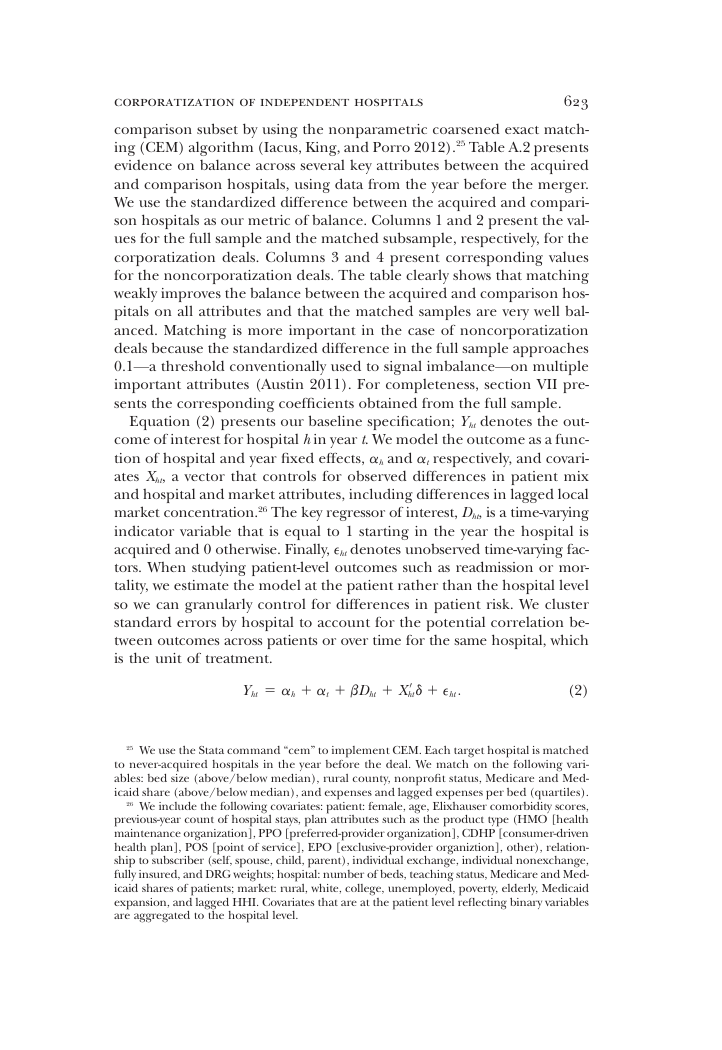 CORPORATIZATION OF INDEPENDENT HOSPITALS 623
comparison subset by using the nonparametric coarsened exact match-
ing (CEM) algorithm (Iacus, King, and Porro 2012).25 Table A.2 presents
evidence on balance across several key attributes between the acquired
and comparison hospitals, using data from the year before the merger.
We use the standardized difference between the acquired and compari-
son hospitals as our metric of balance. Columns 1 and 2 present the val-
ues for the full sample and the matched subsample, respectively, for the
corporatization deals. Columns 3 and 4 present corresponding values
for the noncorporatization deals. The table clearly shows that matching
weakly improves the balance between the acquired and comparison hos-
pitals on all attributes and that the matched samples are very well bal-
anced. Matching is more important in the case of noncorporatization
deals because the standardized difference in the full sample approaches
0.1—a threshold conventionally used to signal imbalance—on multiple
important attributes (Austin 2011). For completeness, section VII pre-
sents the corresponding coefficients obtained from the full sample.
Equation (2) presents our baseline specification; Yht denotes the out-
come of interest for hospital h in year t. We model the outcome as a func-
tion of hospital and year fixed effects, αh and αt respectively, and covari-
ates Xht, a vector that controls for observed differences in patient mix
and hospital and market attributes, including differences in lagged local
market concentration.26 The key regressor of interest, Dht, is a time-varying
indicator variable that is equal to 1 starting in the year the hospital is
acquired and 0 otherwise. Finally, ϵht denotes unobserved time-varying fac-
tors. When studying patient-level outcomes such as readmission or mor-
tality, we estimate the model at the patient rather than the hospital level
so we can granularly control for differences in patient risk. We cluster
standard errors by hospital to account for the potential correlation be-
tween outcomes across patients or over time for the same hospital, which
is the unit of treatment.
Yht = αh + αt + βDht + X′htδ + ϵht. (2)
25 We use the Stata command “cem” to implement CEM. Each target hospital is matched
to never-acquired hospitals in the year before the deal. We match on the following vari-
ables: bed size (above/below median), rural county, nonprofit status, Medicare and Med-
icaid share (above/below median), and expenses and lagged expenses per bed (quartiles).
26 We include the following covariates: patient: female, age, Elixhauser comorbidity scores,
previous-year count of hospital stays, plan attributes such as the product type (HMO [health
maintenance organization], PPO [preferred-provider organization], CDHP [consumer-driven
health plan], POS [point of service], EPO [exclusive-provider organiztion], other), relation-
ship to subscriber (self, spouse, child, parent), individual exchange, individual nonexchange,
fully insured, and DRG weights; hospital: number of beds, teaching status, Medicare and Med-
icaid shares of patients; market: rural, white, college, unemployed, poverty, elderly, Medicaid
expansion, and lagged HHI. Covariates that are at the patient level reflecting binary variables
are aggregated to the hospital level.